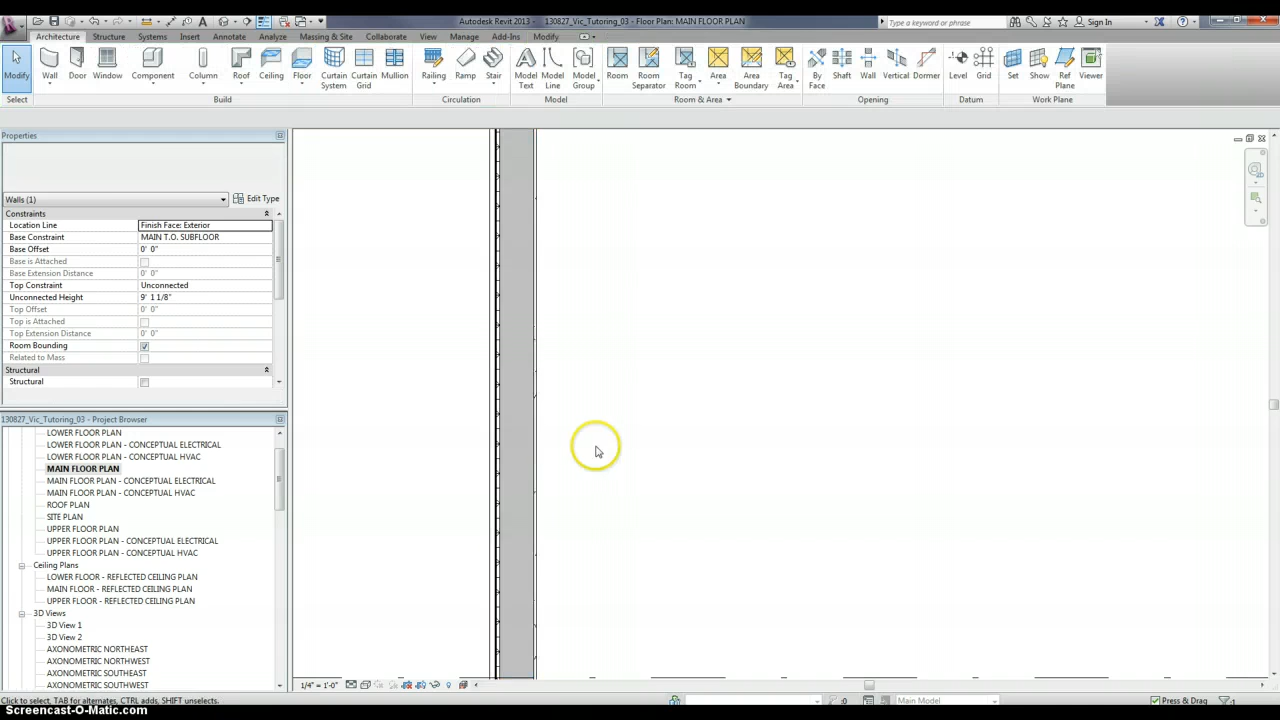 Autodesk Revit 2013 - 130827_Vic_Tutoring_03 - Floor Plan: MAIN FLOOR PLAN
Type a keyword or phrase
Sign In
Architecture Structure Systems Insert Annotate Analyze Massing & Site Collaborate View Manage Add-Ins Modify
Modify Wall Door Window Component Column Roof Ceiling Floor Curtain System Curtain Grid Mullion Railing Ramp Stair Model Text Model Line Model Group Room Room Separator Tag Room Area Area Boundary Tag Area By Face Shaft Wall Vertical Dormer Level Grid Set Show Ref Plane Viewer
Select Build Circulation Model Room & Area Opening Datum Work Plane
Properties
Walls (1) Edit Type
Constraints
Location Line Finish Face: Exterior
Base Constraint MAIN T.O. SUBFLOOR
Base Offset 0' 0"
Base is Attached
Base Extension Distance 0' 0"
Top Constraint Unconnected
Unconnected Height 9' 1 1/8"
Top Offset 0' 0"
Top is Attached
Top Extension Distance 0' 0"
Room Bounding
Related to Mass
Structural
Structural
130827_Vic_Tutoring_03 - Project Browser
LOWER FLOOR PLAN
LOWER FLOOR PLAN - CONCEPTUAL ELECTRICAL
LOWER FLOOR PLAN - CONCEPTUAL HVAC
MAIN FLOOR PLAN
MAIN FLOOR PLAN - CONCEPTUAL ELECTRICAL
MAIN FLOOR PLAN - CONCEPTUAL HVAC
ROOF PLAN
SITE PLAN
UPPER FLOOR PLAN
UPPER FLOOR PLAN - CONCEPTUAL ELECTRICAL
UPPER FLOOR PLAN - CONCEPTUAL HVAC
Ceiling Plans
LOWER FLOOR - REFLECTED CEILING PLAN
MAIN FLOOR - REFLECTED CEILING PLAN
UPPER FLOOR - REFLECTED CEILING PLAN
3D Views
3D View 1
3D View 2
AXONOMETRIC NORTHEAST
AXONOMETRIC NORTHWEST
AXONOMETRIC SOUTHEAST
AXONOMETRIC SOUTHWEST
1/4" = 1'-0"
Click to select, TAB for alternates, CTRL adds, SHIFT unselects.
:0
Main Model
Press & Drag
:1
Screencast-O-Matic.com